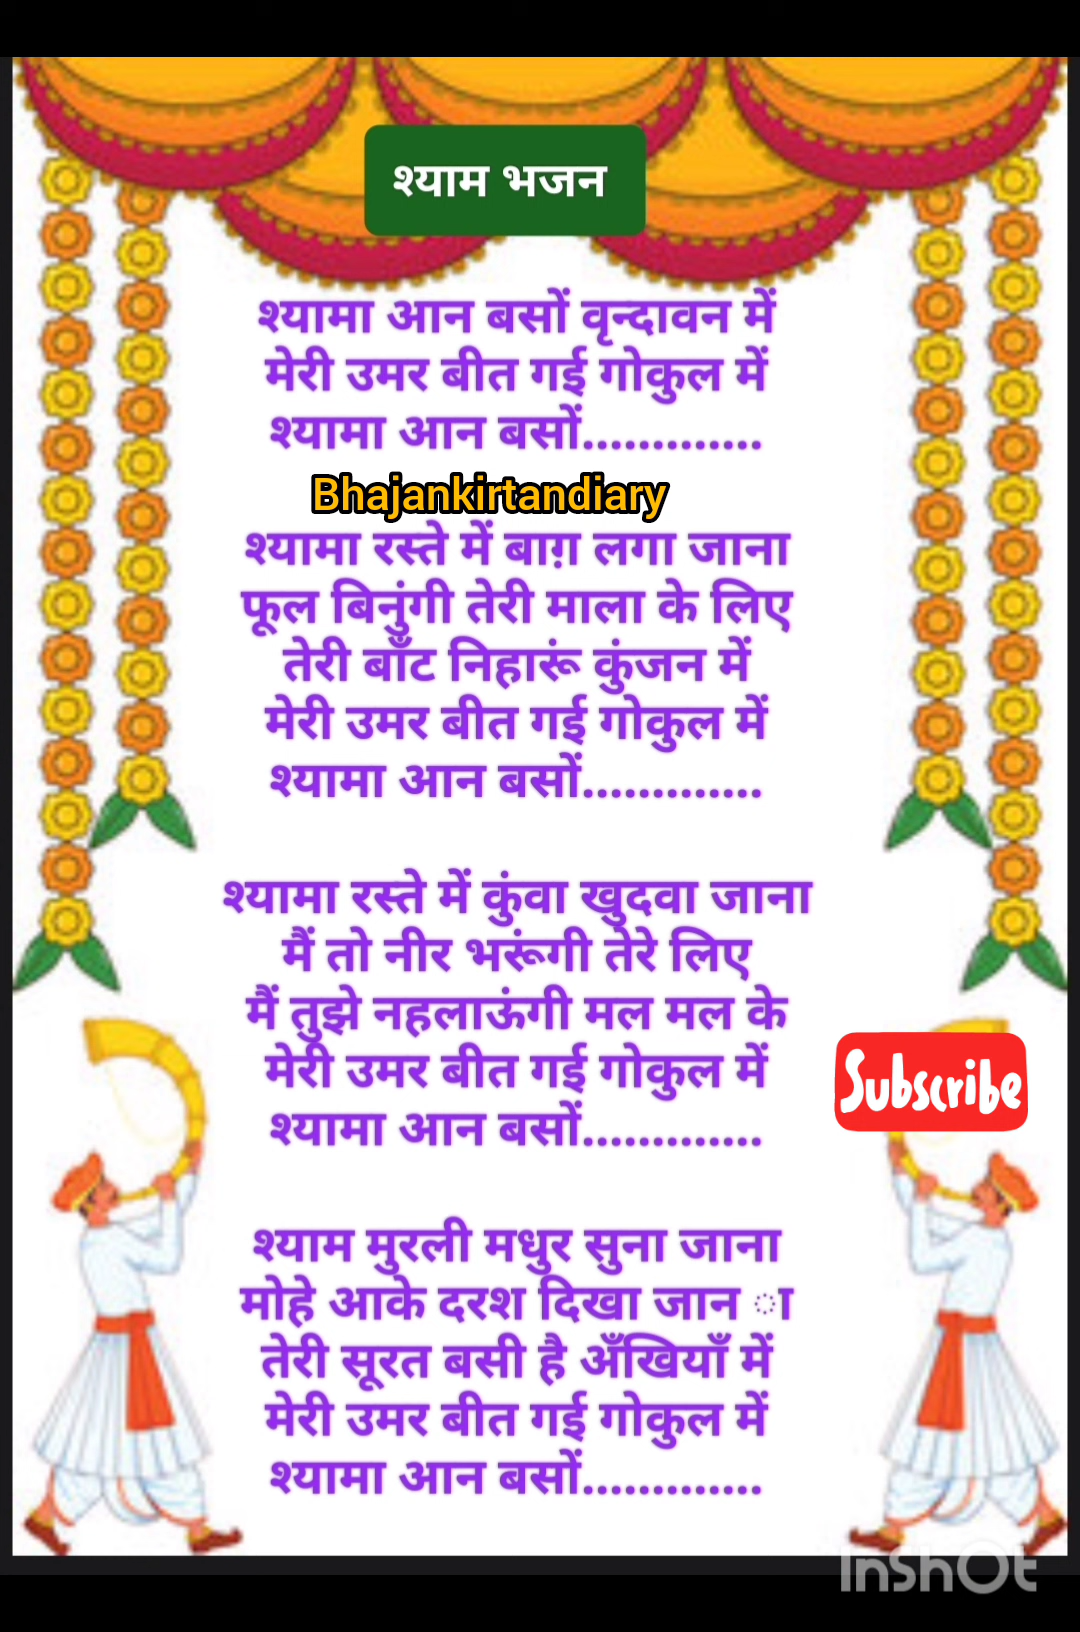 श्याम भजन
श्यामा आन बसों वृन्दावन में
मेरी उमर बीत गई गोकुल में
श्यामा आन बसों.............
Bhajankirtandiary
श्यामा रस्ते में बाग़ लगा जाना
फूल बिनुंगी तेरी माला के लिए
तेरी बाँट निहारूं कुंजन में
मेरी उमर बीत गई गोकुल में
श्यामा आन बसों.............
श्यामा रस्ते में कुंवा खुदवा जाना
मैं तो नीर भरूंगी तेरे लिए
मैं तुझे नहलाऊंगी मल मल के
मेरी उमर बीत गई गोकुल में
Subscribe
श्यामा आन बसों.............
श्याम मुरली मधुर सुना जाना
मोहे आके दरश दिखा जान ा
तेरी सूरत बसी है अँखियाँ में
मेरी उमर बीत गई गोकुल में
श्यामा आन बसों.............
InShOt